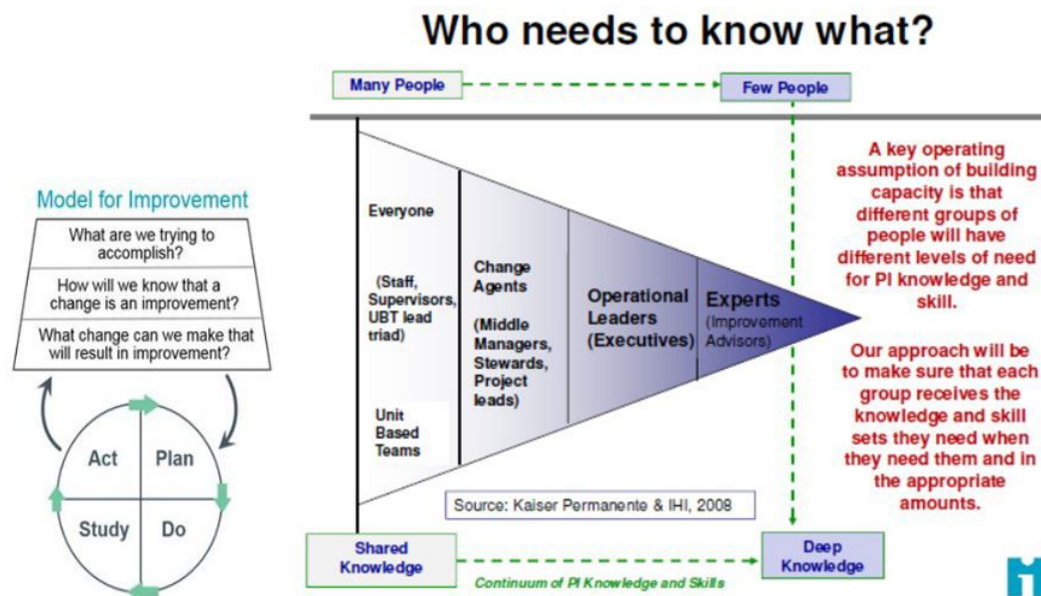 Who needs to know what?
Many People
Few People
Model for Improvement
What are we trying to
accomplish?
How will we know that a
change is an improvement?
What change can we make that
will result in improvement?
Act
Plan
Study
Do
Everyone
(Staff,
Supervisors,
UBT lead
triad)
Unit
Based
Teams
Change
Agents
(Middle
Managers,
Stewards,
Project
leads)
Operational
Leaders
(Executives)
Experts
(Improvement
Advisors)
A key operating
assumption of building
capacity is that
different groups of
people will have
different levels of need
for PI knowledge and
skill.
Our approach will be
to make sure that each
group receives the
knowledge and skill
sets they need when
they need them and in
the appropriate
amounts.
Source: Kaiser Permanente & IHI, 2008
Shared
Knowledge
Deep
Knowledge
Continuum of PI Knowledge and Skills